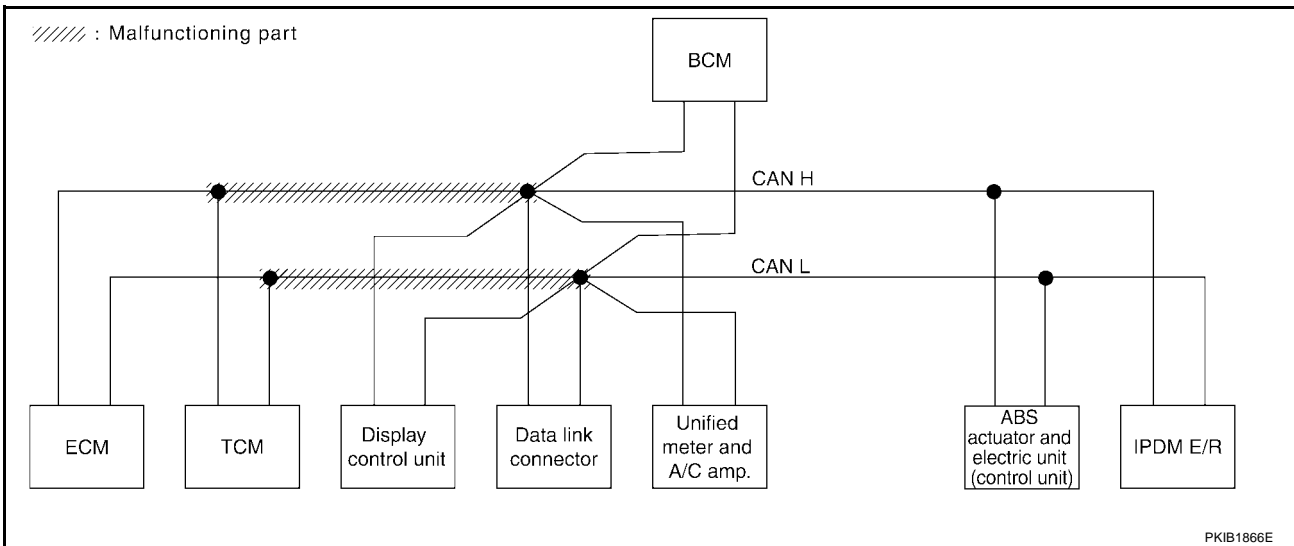 : Malfunctioning part
BCM
CAN H
CAN L
ECM
TCM
Display
control unit
Data link
connector
Unified
meter and
A/C amp.
ABS
actuator and
electric unit
(control unit)
IPDM E/R
PKIB1866E